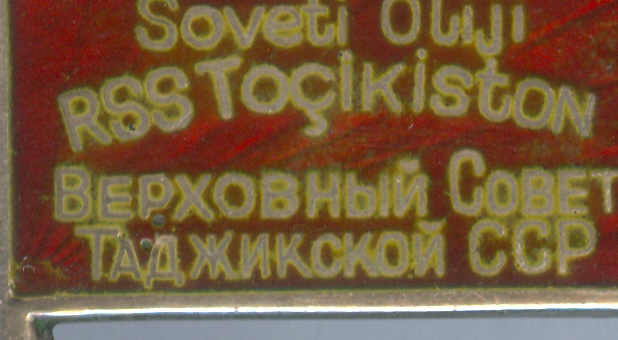 Soveti Oliji
RSS Toçikiston
Верховный Совет
Таджикской ССР